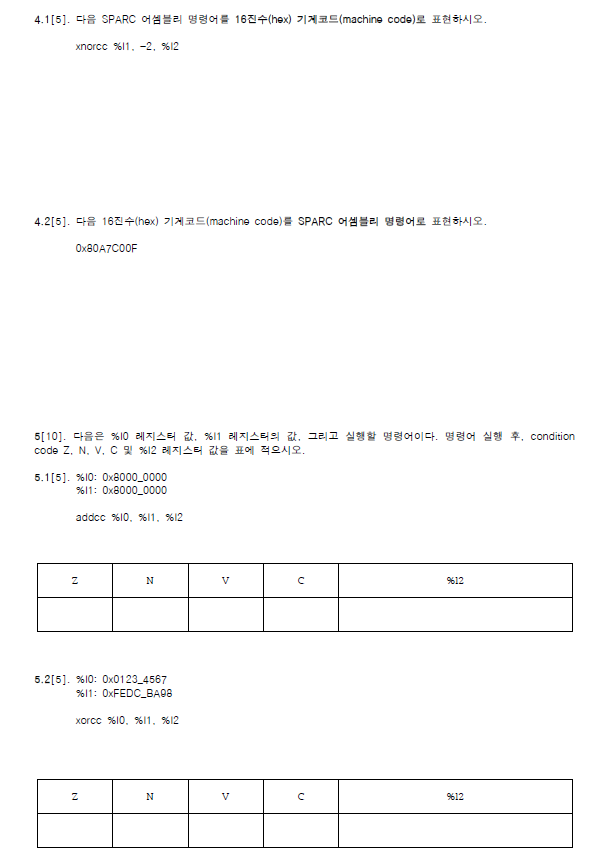 4.1[5]. 다음 SPARC 어셈블리 명령어를 16진수(hex) 기계코드(machine code)로 표현하시오.
xnorcc %l1, -2, %l2
4.2[5]. 다음 16진수(hex) 기계코드(machine code)를 SPARC 어셈블리 명령어로 표현하시오.
0x80A7C00F
5[10]. 다음은 %l0 레지스터 값, %l1 레지스터의 값, 그리고 실행할 명령어이다. 명령어 실행 후, condition
code Z, N, V, C 및 %l2 레지스터 값을 표에 적으시오.
5.1[5]. %l0: 0x8000_0000
%l1: 0x8000_0000
addcc %l0, %l1, %l2
Z N V C %l2
5.2[5]. %l0: 0x0123_4567
%l1: 0xFEDC_BA98
xorcc %l0, %l1, %l2
Z N V C %l2